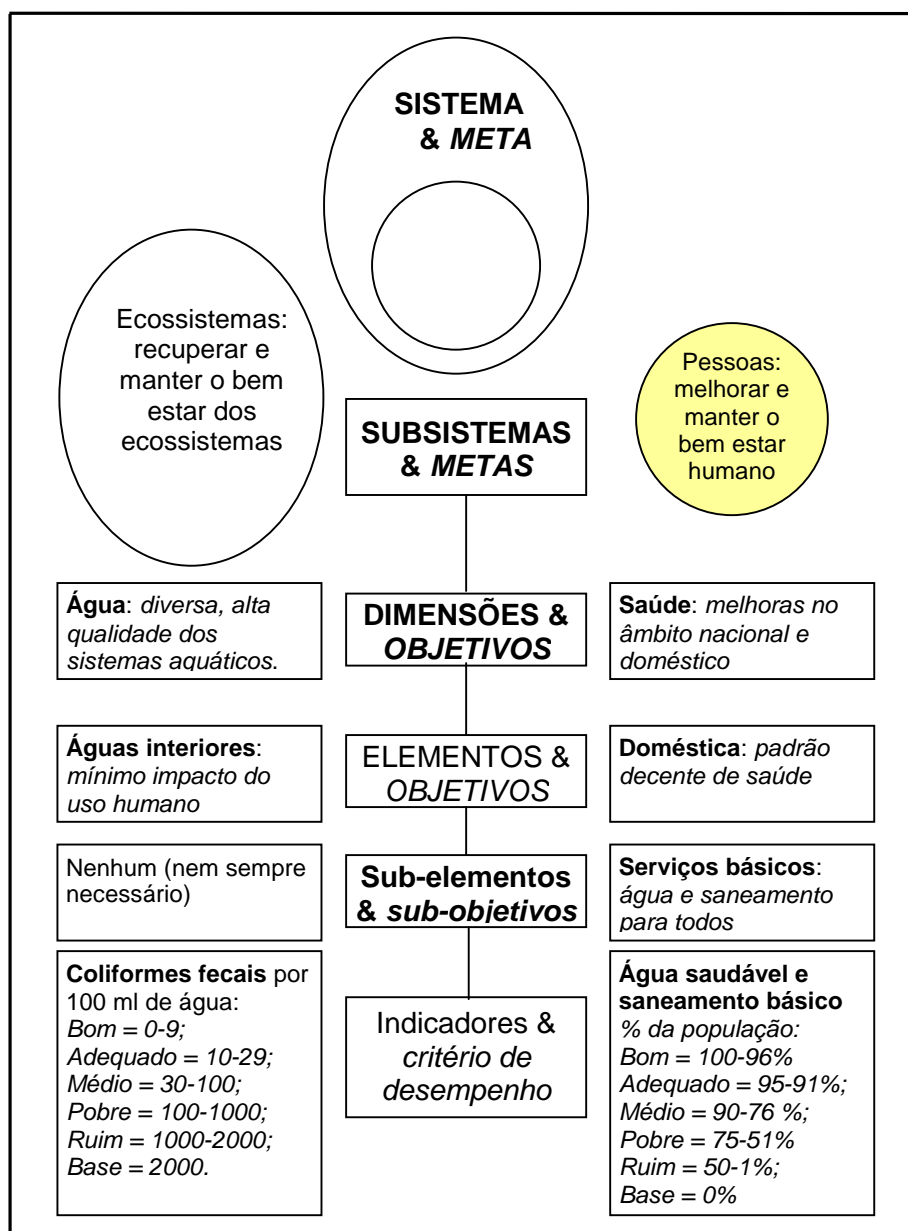 SISTEMA
& META
Ecossistemas:
recuperar e
manter o bem
estar dos
ecossistemas
SUBSISTEMAS
& METAS
Pessoas:
melhorar e
manter o
bem estar
humano
Água: diversa, alta
qualidade dos
sistemas aquáticos.
DIMENSÕES &
OBJETIVOS
Saúde: melhoras no
âmbito nacional e
doméstico
Águas interiores:
mínimo impacto do
uso humano
ELEMENTOS &
OBJETIVOS
Doméstica: padrão
decente de saúde
Nenhum (nem sempre
necessário)
Sub-elementos
& sub-objetivos
Serviços básicos:
água e saneamento
para todos
Coliformes fecais por
100 ml de água:
Bom = 0-9;
Adequado = 10-29;
Médio = 30-100;
Pobre = 100-1000;
Ruim = 1000-2000;
Base = 2000.
Indicadores &
critério de
desempenho
Água saudável e
saneamento básico
% da população:
Bom = 100-96%
Adequado = 95-91%;
Médio = 90-76 %;
Pobre = 75-51%
Ruim = 50-1%;
Base = 0%